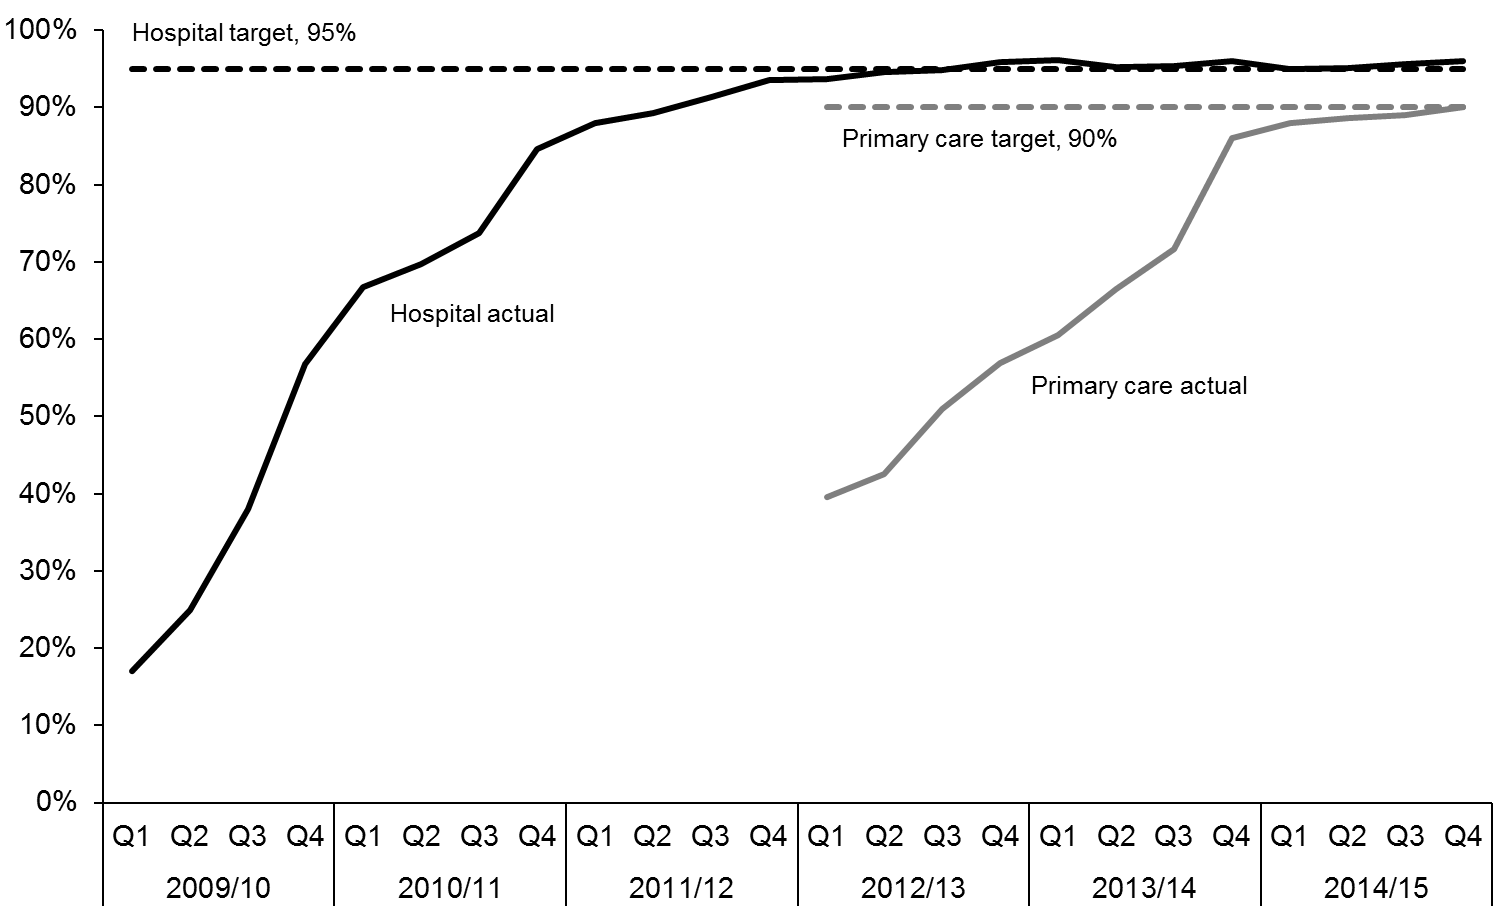 100%
Hospital target, 95%
90%
Primary care target, 90%
80%
70%
Hospital actual
60%
Primary care actual
50%
40%
30%
20%
10%
0%
Q1 Q2 Q3 Q4 Q1 Q2 Q3 Q4 Q1 Q2 Q3 Q4 Q1 Q2 Q3 Q4 Q1 Q2 Q3 Q4 Q1 Q2 Q3 Q4
2009/10 2010/11 2011/12 2012/13 2013/14 2014/15